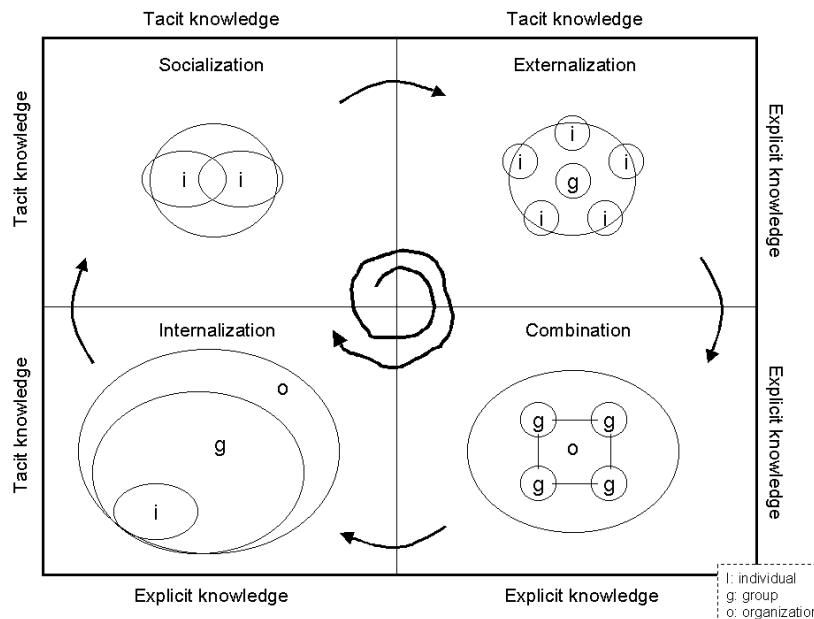 Tacit knowledge
Tacit knowledge
Socialization
Externalization
Tacit knowledge
Explicit knowledge
i
i
i
i
i
g
i
i
Internalization
Combination
Tacit knowledge
Explicit knowledge
o
g
i
g
g
o
g
g
Explicit knowledge
Explicit knowledge
I: individual
g: group
o: organization